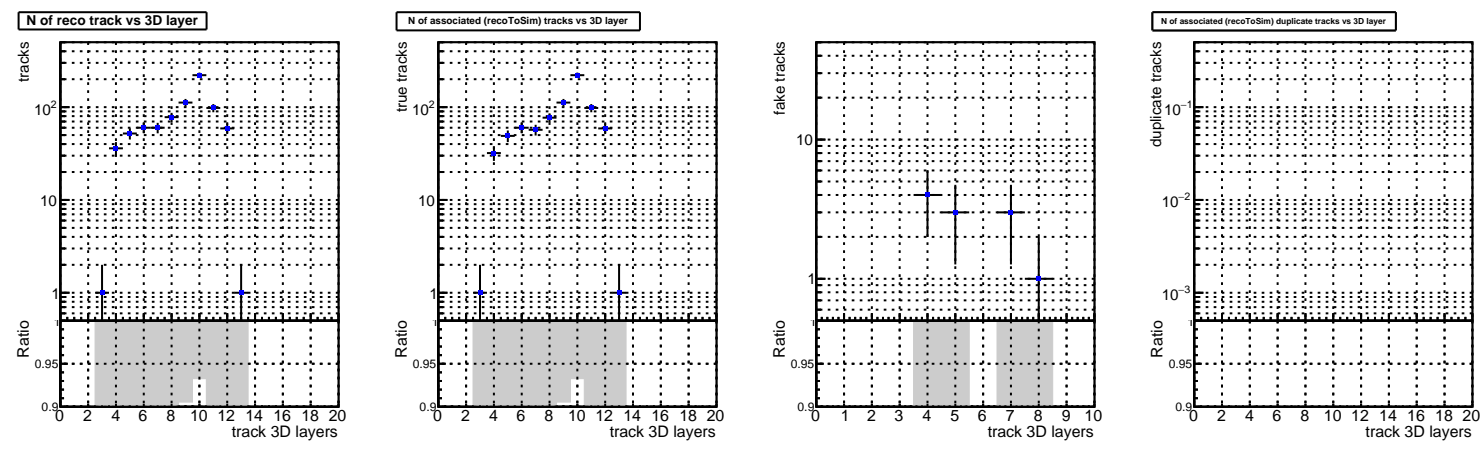 N of reco track vs 3D layer
tracks
10²
10
1
Ratio
1
0.95
0.9
0 2 4 6 8 10 12 14 16 18 20
track 3D layers
N of associated (recoToSim) tracks vs 3D layer
true tracks
10²
10
1
Ratio
1
0.95
0.9
0 2 4 6 8 10 12 14 16 18 20
track 3D layers
fake tracks
10
1
Ratio
1
0.95
0.9
0 1 2 3 4 5 6 7 8 9 10
track 3D layers
N of associated (recoToSim) duplicate tracks vs 3D layer
duplicate tracks
10⁻¹
10⁻²
10⁻³
Ratio
1
0.95
0.9
0 2 4 6 8 10 12 14 16 18 20
track 3D layers